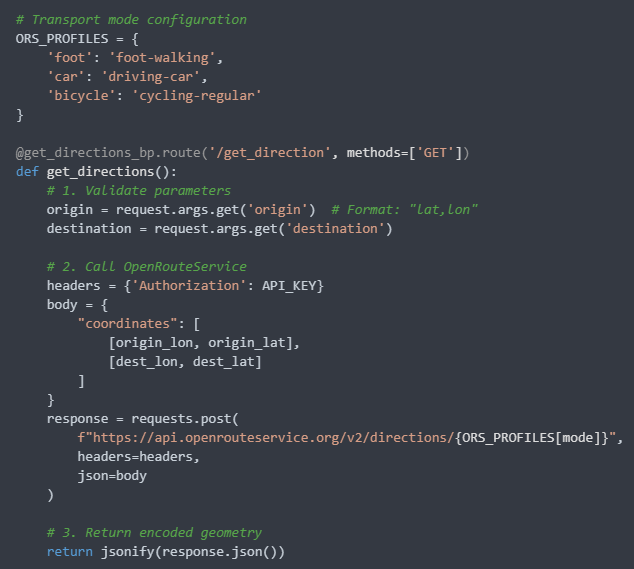 # Transport mode configuration
ORS_PROFILES = {
    'foot': 'foot-walking',
    'car': 'driving-car',
    'bicycle': 'cycling-regular'
}

@get_directions_bp.route('/get_direction', methods=['GET'])
def get_directions():
    # 1. Validate parameters
    origin = request.args.get('origin')  # Format: "lat,lon"
    destination = request.args.get('destination')

    # 2. Call OpenRouteService
    headers = {'Authorization': API_KEY}
    body = {
        "coordinates": [
            [origin_lon, origin_lat],
            [dest_lon, dest_lat]
        ]
    }
    response = requests.post(
        f"https://api.openrouteservice.org/v2/directions/{ORS_PROFILES[mode]}",
        headers=headers,
        json=body
    )

    # 3. Return encoded geometry
    return jsonify(response.json())